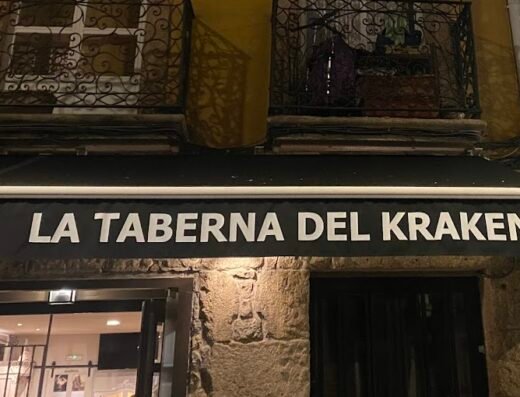 LA TABERNA DEL KRAKEN